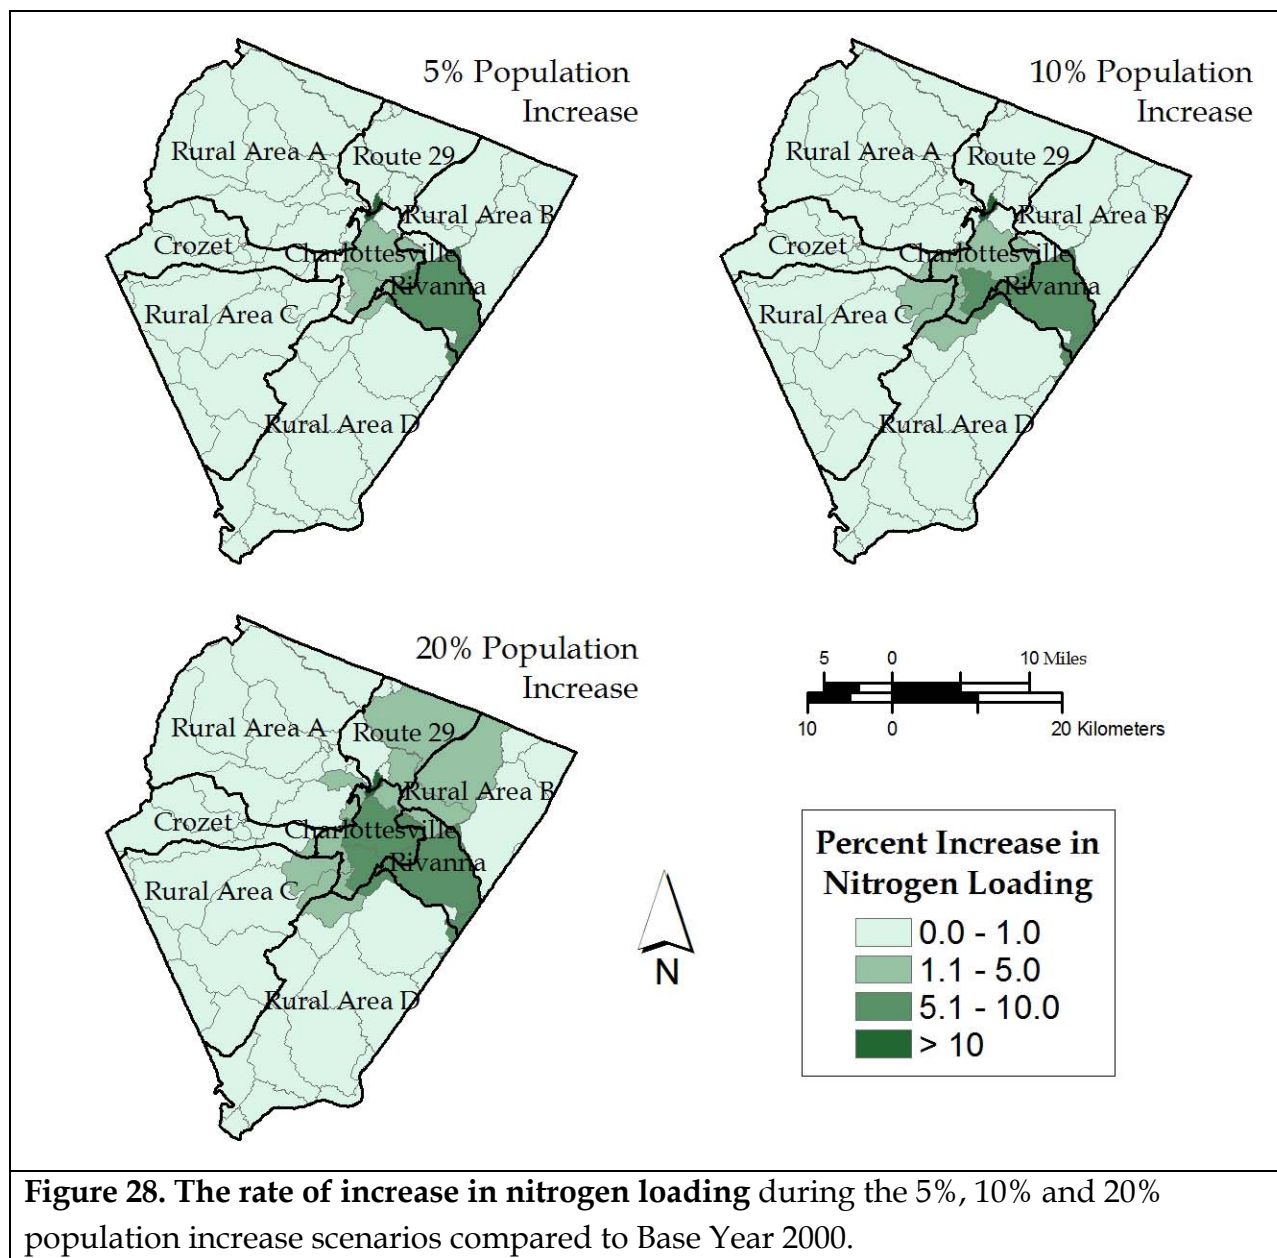 5% Population
Increase
Rural Area A
Route 29
Rural Area B
Crozet
Charlottesville
Rivanna
Rural Area C
Rural Area D
10% Population
Increase
Rural Area A
Route 29
Rural Area B
Crozet
Charlottesville
Rivanna
Rural Area C
Rural Area D
20% Population
Increase
Rural Area A
Route 29
Rural Area B
Crozet
Charlottesville
Rivanna
Rural Area C
Rural Area D
5 0 10 Miles
10 0 20 Kilometers
N
Percent Increase in
Nitrogen Loading
0.0 - 1.0
1.1 - 5.0
5.1 - 10.0
> 10
Figure 28. The rate of increase in nitrogen loading during the 5%, 10% and 20%
population increase scenarios compared to Base Year 2000.